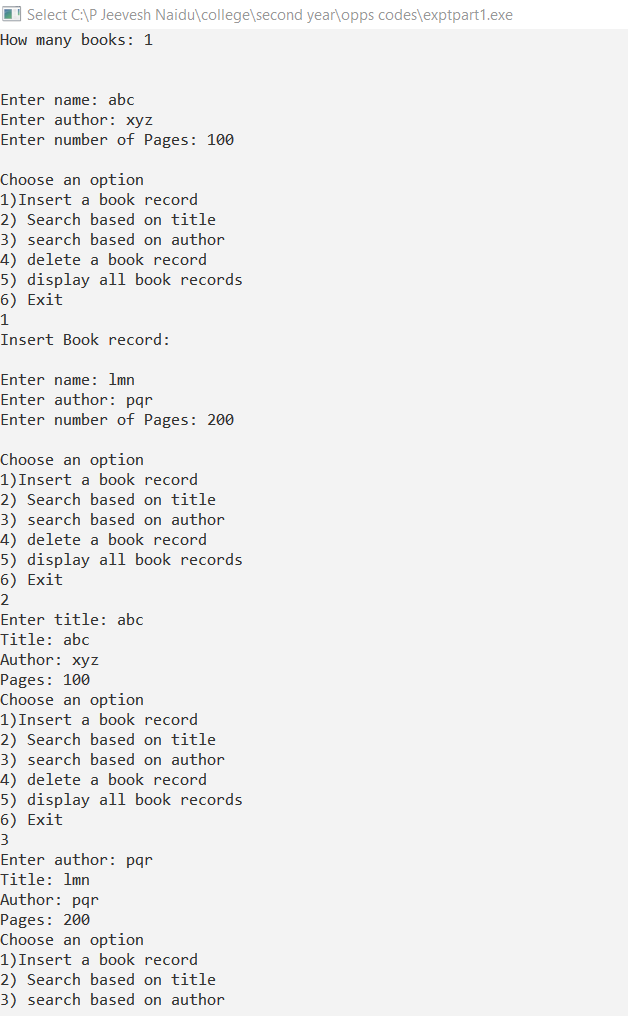 Select C:\P Jeevesh Naidu\college\second year\opps codes\exptpart1.exe
How many books: 1
Enter name: abc
Enter author: xyz
Enter number of Pages: 100
Choose an option
1)Insert a book record
2) Search based on title
3) search based on author
4) delete a book record
5) display all book records
6) Exit
1
Insert Book record:
Enter name: lmn
Enter author: pqr
Enter number of Pages: 200
Choose an option
1)Insert a book record
2) Search based on title
3) search based on author
4) delete a book record
5) display all book records
6) Exit
2
Enter title: abc
Title: abc
Author: xyz
Pages: 100
Choose an option
1)Insert a book record
2) Search based on title
3) search based on author
4) delete a book record
5) display all book records
6) Exit
3
Enter author: pqr
Title: lmn
Author: pqr
Pages: 200
Choose an option
1)Insert a book record
2) Search based on title
3) search based on author